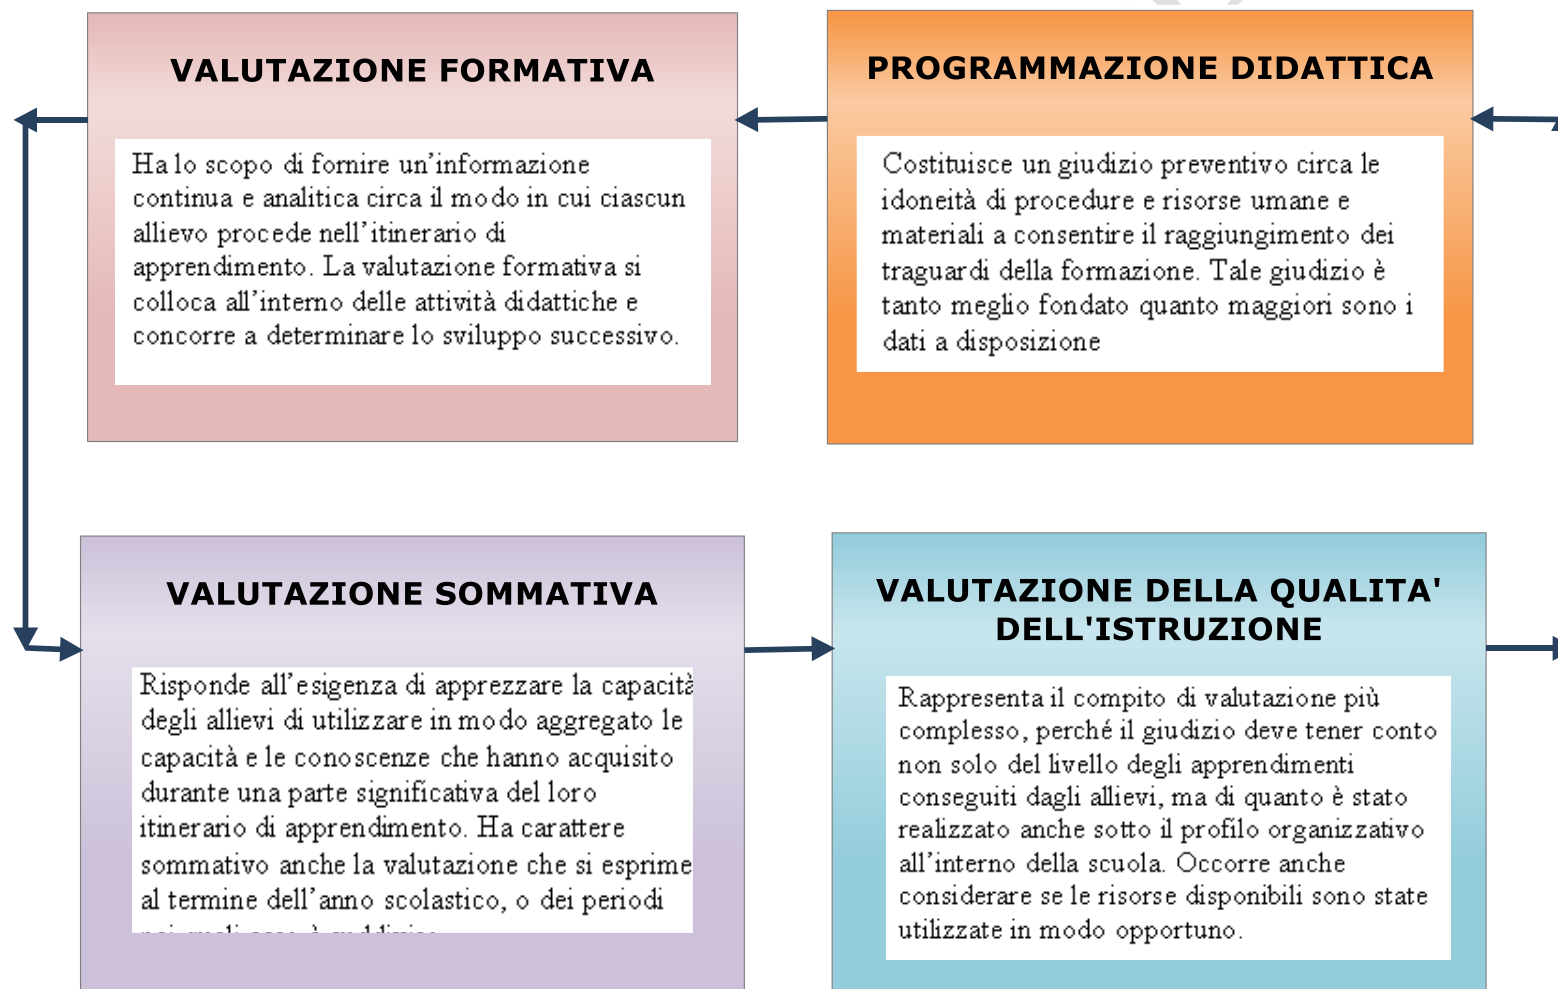 VALUTAZIONE FORMATIVA
Ha lo scopo di fornire un'informazione
continua e analitica circa il modo in cui ciascun
allievo procede nell'itinerario di
apprendimento. La valutazione formativa si
colloca all'interno delle attività didattiche e
concorre a determinare lo sviluppo successivo.
PROGRAMMAZIONE DIDATTICA
Costituisce un giudizio preventivo circa le
idoneità di procedure e risorse umane e
materiali a consentire il raggiungimento dei
traguardi della formazione. Tale giudizio è
tanto meglio fondato quanto maggiori sono i
dati a disposizione
VALUTAZIONE SOMMATIVA
Risponde all'esigenza di apprezzare la capacità
degli allievi di utilizzare in modo aggregato le
capacità e le conoscenze che hanno acquisito
durante una parte significativa del loro
itinerario di apprendimento. Ha carattere
sommativo anche la valutazione che si esprime
al termine dell'anno scolastico, o dei periodi
VALUTAZIONE DELLA QUALITA'
DELL'ISTRUZIONE
Rappresenta il compito di valutazione più
complesso, perché il giudizio deve tener conto
non solo del livello degli apprendimenti
conseguiti dagli allievi, ma di quanto è stato
realizzato anche sotto il profilo organizzativo
all'interno della scuola. Occorre anche
considerare se le risorse disponibili sono state
utilizzate in modo opportuno.